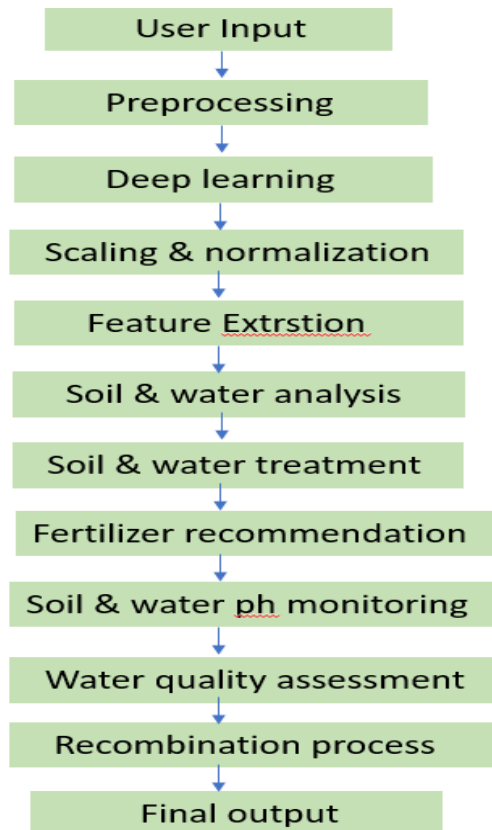 User Input
Preprocessing
Deep learning
Scaling & normalization
Feature Extrstion
Soil & water analysis
Soil & water treatment
Fertilizer recommendation
Soil & water ph monitoring
Water quality assessment
Recombination process
Final output